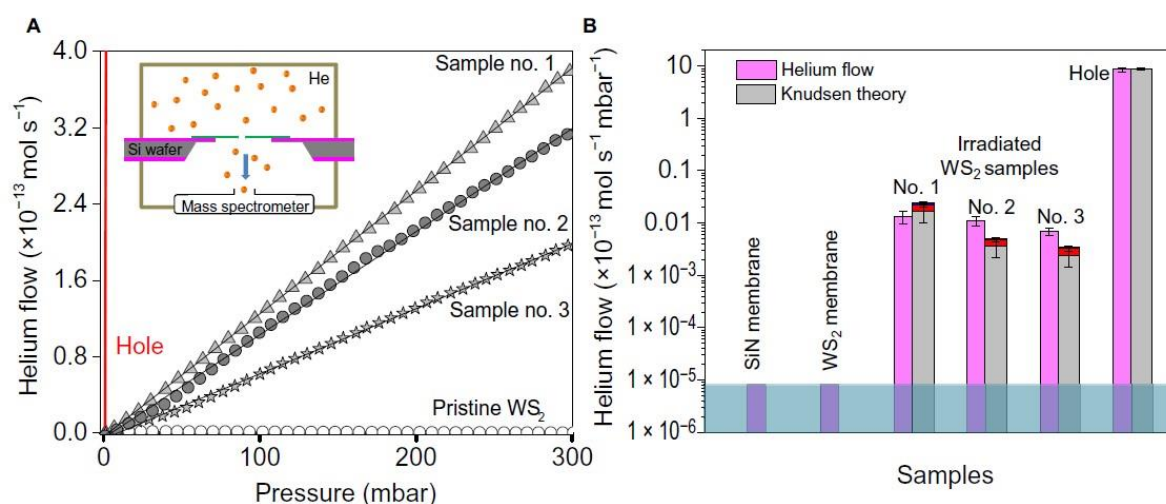 A
Helium flow (×10⁻¹³ mol s⁻¹)
4.0
3.2
2.4
1.6
0.8
0.0
He
Si wafer
Mass spectrometer
Sample no. 1
Sample no. 2
Sample no. 3
Hole
Pristine WS₂
0
100
200
300
Pressure (mbar)
B
Helium flow (×10⁻¹³ mol s⁻¹ mbar⁻¹)
10
1
0.1
0.01
1 × 10⁻³
1 × 10⁻⁴
1 × 10⁻⁵
1 × 10⁻⁶
Helium flow
Knudsen theory
Hole
Irradiated
WS₂ samples
No. 1
No. 2
No. 3
SiN membrane
WS₂ membrane
Samples